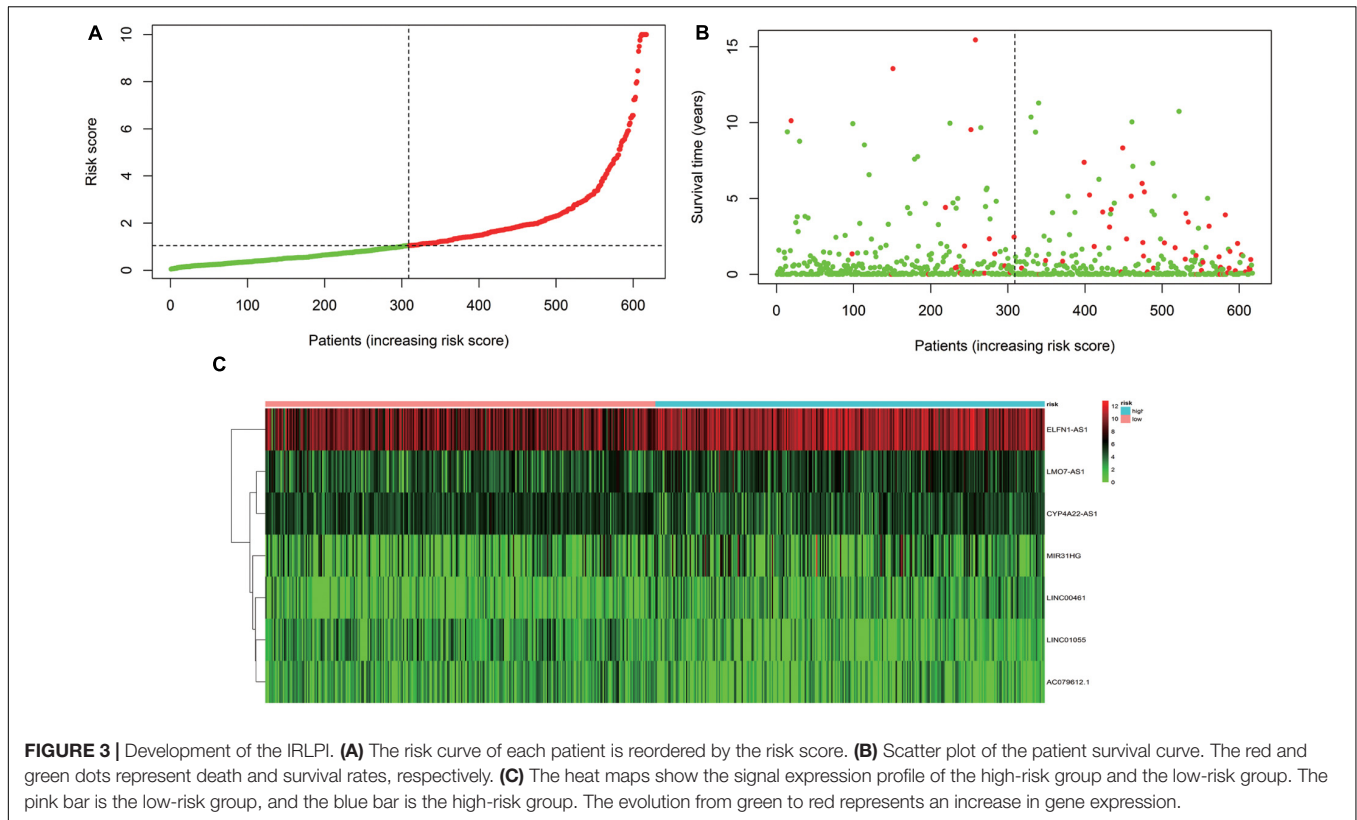 A
10
8
6
4
2
0
Risk score
0 100 200 300 400 500 600
Patients (increasing risk score)
B
15
10
5
0
Survival time (years)
0 100 200 300 400 500 600
Patients (increasing risk score)
C
risk
ELFN1-AS1
LMO7-AS1
CYP4A22-AS1
MIR31HG
LINC00461
LINC01055
AC079612.1
12
10
8
6
4
2
0
risk
high
low
FIGURE 3 | Development of the IRLPI. (A) The risk curve of each patient is reordered by the risk score. (B) Scatter plot of the patient survival curve. The red and
green dots represent death and survival rates, respectively. (C) The heat maps show the signal expression profile of the high-risk group and the low-risk group. The
pink bar is the low-risk group, and the blue bar is the high-risk group. The evolution from green to red represents an increase in gene expression.